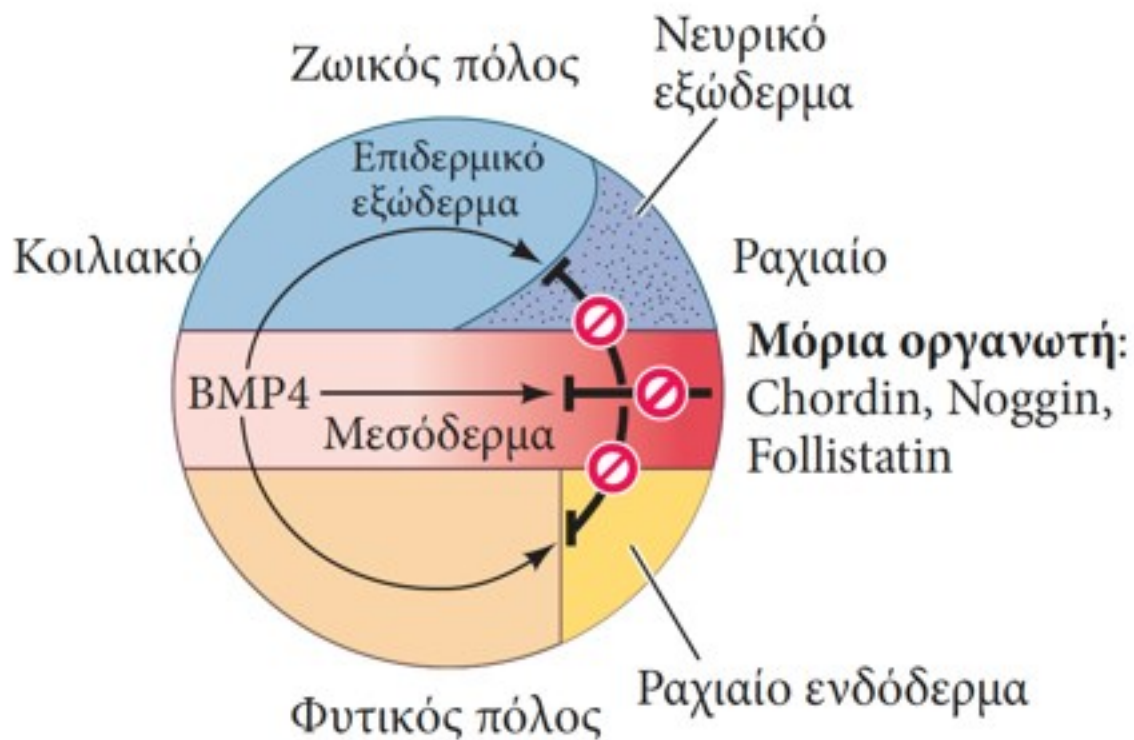 Ζωικός πόλος
Νευρικό
εξώδερμα
Επιδερμικό
εξώδερμα
Κοιλιακό
Ραχιαίο
Μόρια οργανωτή:
Chordin, Noggin,
Follistatin
BMP4
Μεσόδερμα
Ραχιαίο ενδόδερμα
Φυτικός πόλος